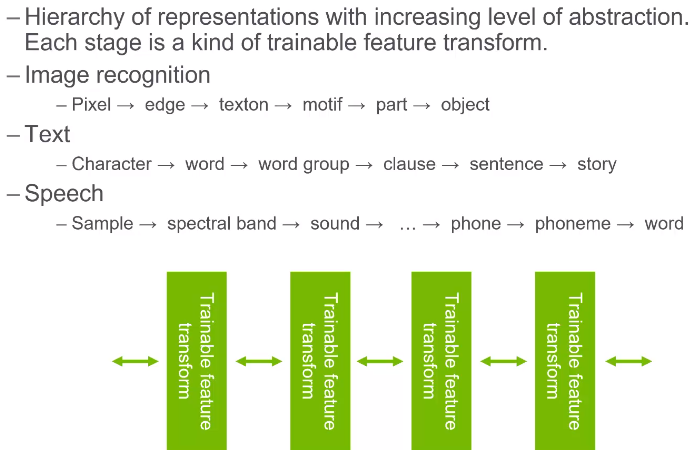 – Hierarchy of representations with increasing level of abstraction.
Each stage is a kind of trainable feature transform.
– Image recognition
– Pixel → edge → texton → motif → part → object
– Text
– Character → word → word group → clause → sentence → story
– Speech
– Sample → spectral band → sound → … → phone → phoneme → word
Trainable feature
transform
Trainable feature
transform
Trainable feature
transform
Trainable feature
transform